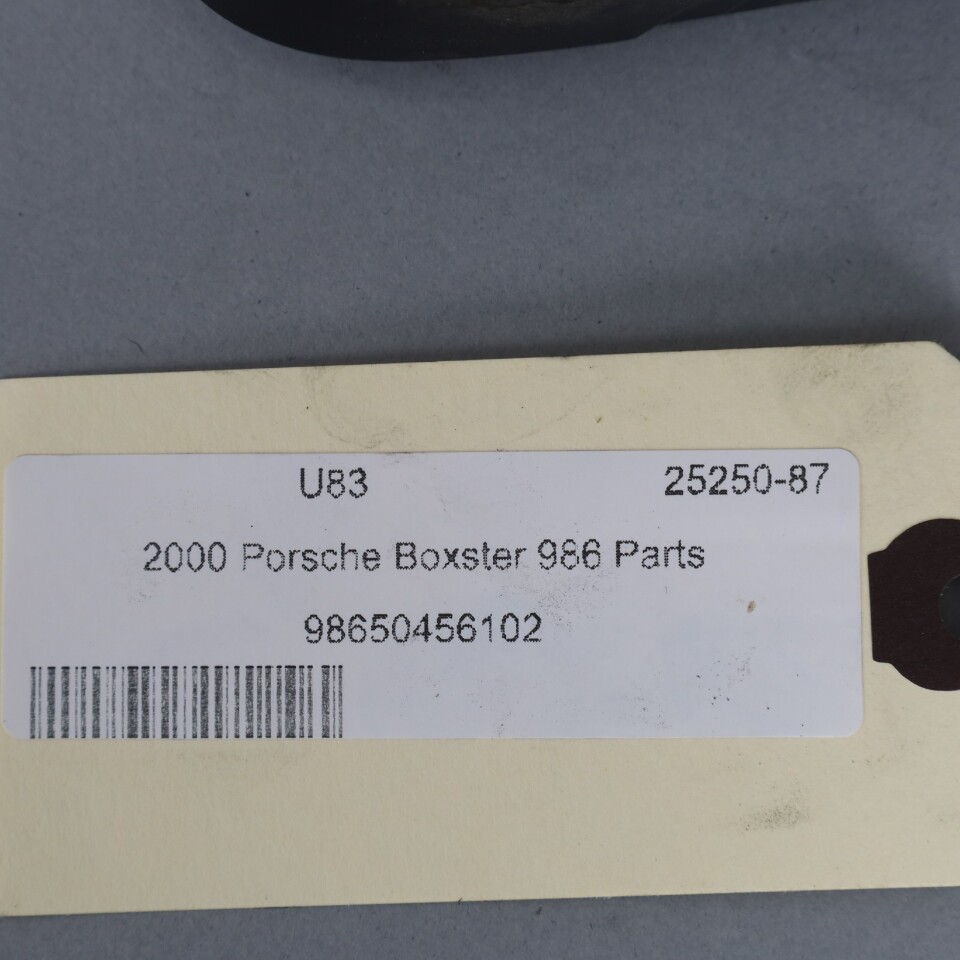 U83 25250-87
2000 Porsche Boxster 986 Parts
98650456102